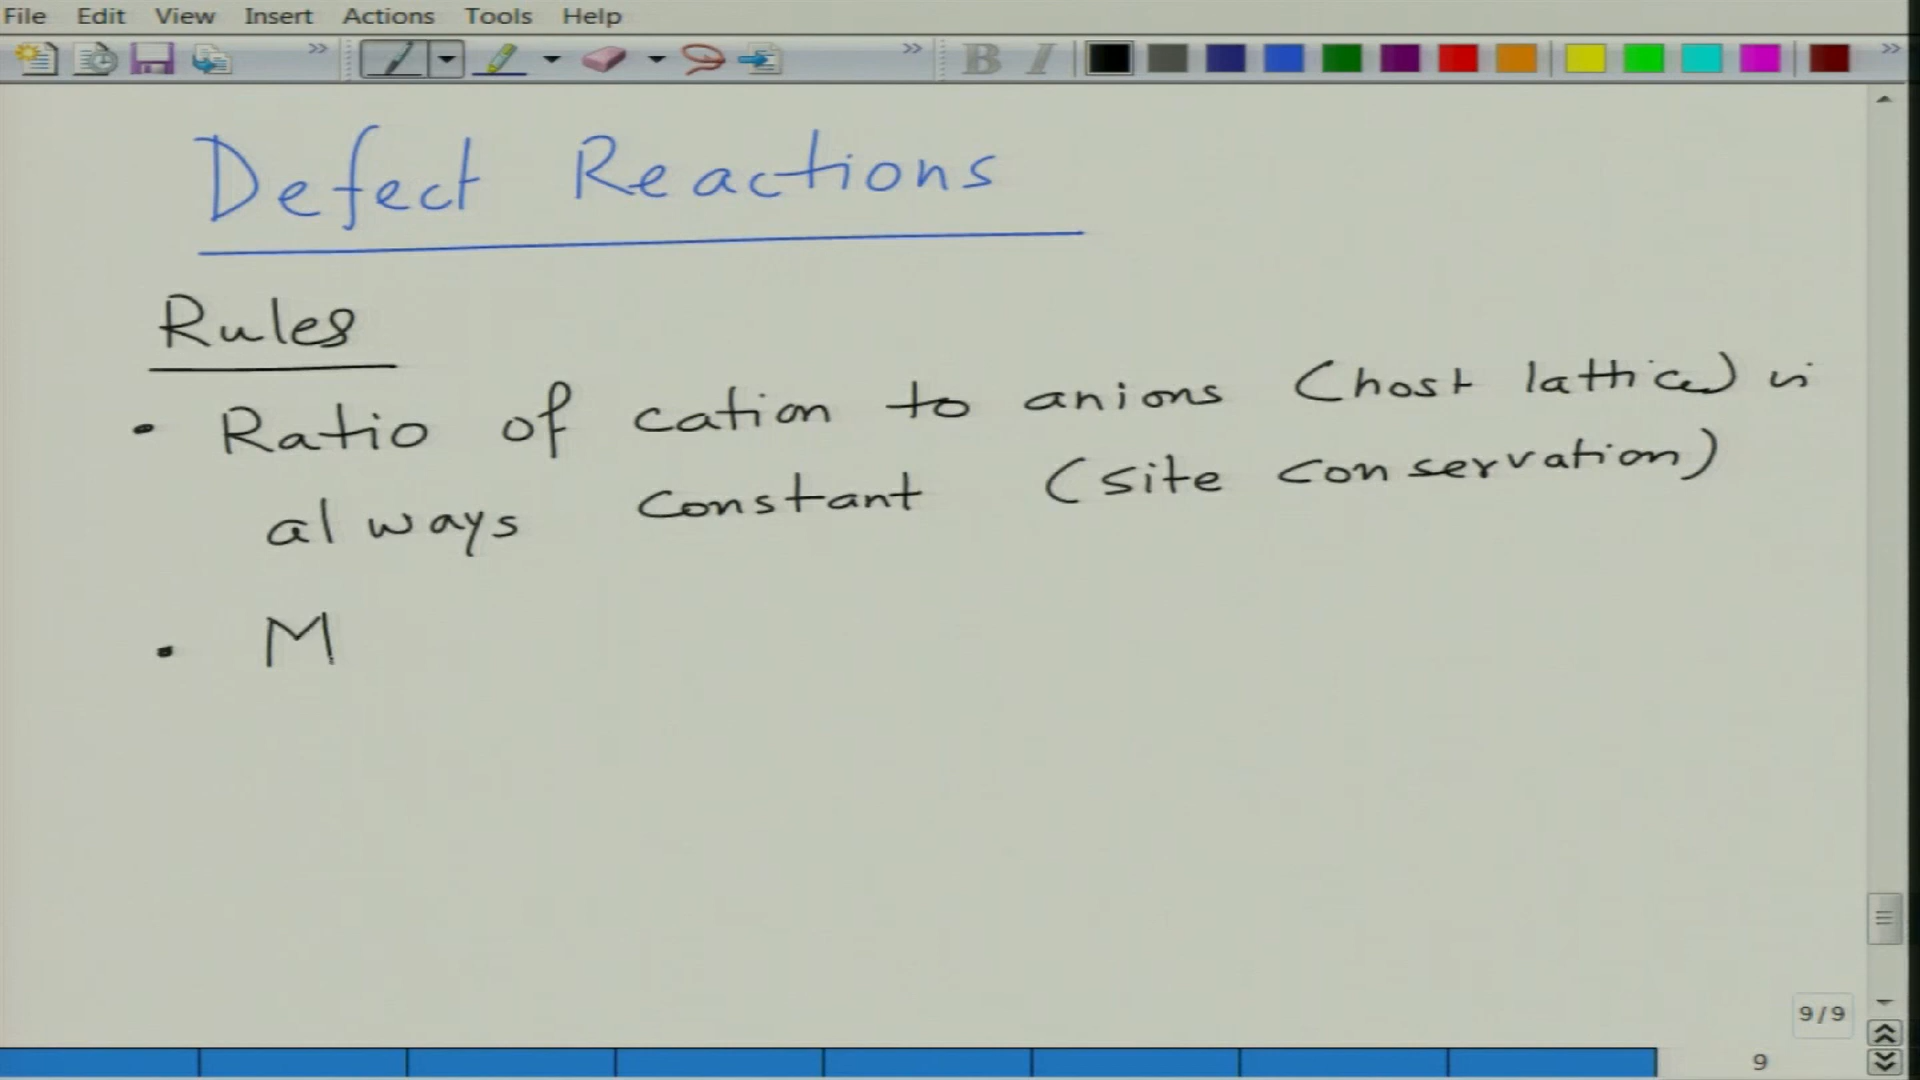 File Edit View Insert Actions Tools Help
B I
Defect Reactions
Rules
• Ratio of cation to anions (host lattice) is
always constant (site conservation)
• M
9/9
9